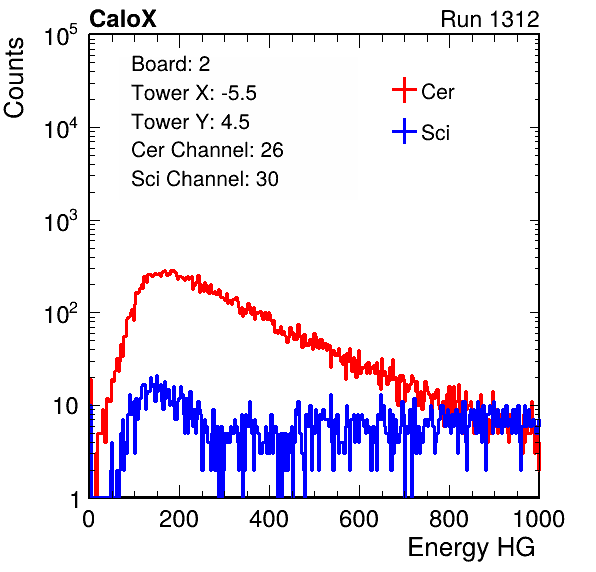 CaloX Run 1312
Counts
10^5
10^4
10^3
10^2
10
1
Board: 2
Tower X: -5.5
Tower Y: 4.5
Cer Channel: 26
Sci Channel: 30
Cer
Sci
0 200 400 600 800 1000
Energy HG